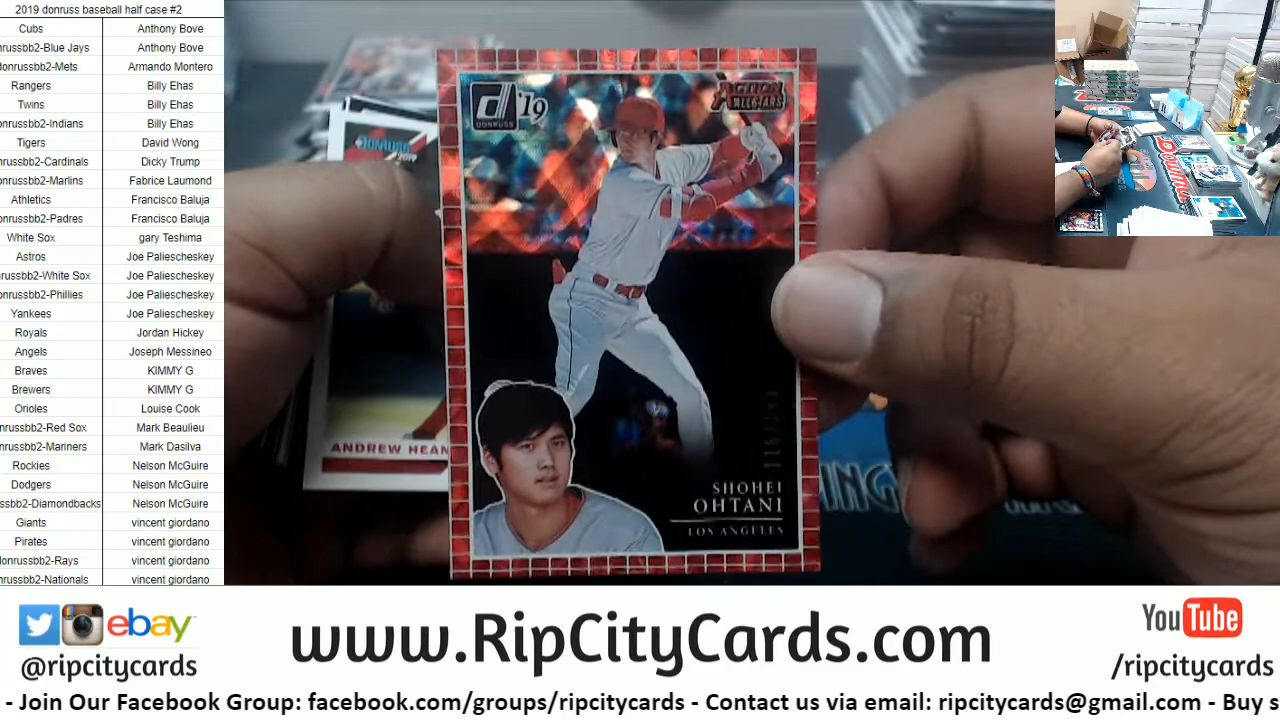 2019 donruss baseball half case #2
Cubs Anthony Bove
nrussbb2-Blue Jays Anthony Bove
donrussbb2-Mets Armando Montero
Rangers Billy Ehas
Twins Billy Ehas
onrussbb2-Indians Billy Ehas
Tigers David Wong
nrussbb2-Cardinals Dicky Trump
onrussbb2-Marlins Fabrice Laumond
Athletics Francisco Baluja
onrussbb2-Padres Francisco Baluja
White Sox gary Teshima
Astros Joe Paliescheskey
nrussbb2-White Sox Joe Paliescheskey
onrussbb2-Phillies Joe Paliescheskey
Yankees Joe Paliescheskey
Royals Jordan Hickey
Angels Joseph Messineo
Braves KIMMY G
Brewers KIMMY G
Orioles Louise Cook
onrussbb2-Red Sox Mark Beaulieu
nrussbb2-Mariners Mark Dasilva
Rockies Nelson McGuire
Dodgers Nelson McGuire
ssbb2-Diamondbacks Nelson McGuire
Giants vincent giordano
Pirates vincent giordano
donrussbb2-Rays vincent giordano
nrussbb2-Nationals vincent giordano
d '19
DONRUSS
ACTION
ALL-STARS
DONRUSS
2019
ANDREW HEAN
SHOHEI
OHTANI
LOS ANGELES
ebay
@ripcitycards
www.RipCityCards.com
YouTube
/ripcitycards
- Join Our Facebook Group: facebook.com/groups/ripcitycards - Contact us via email: ripcitycards@gmail.com - Buy s